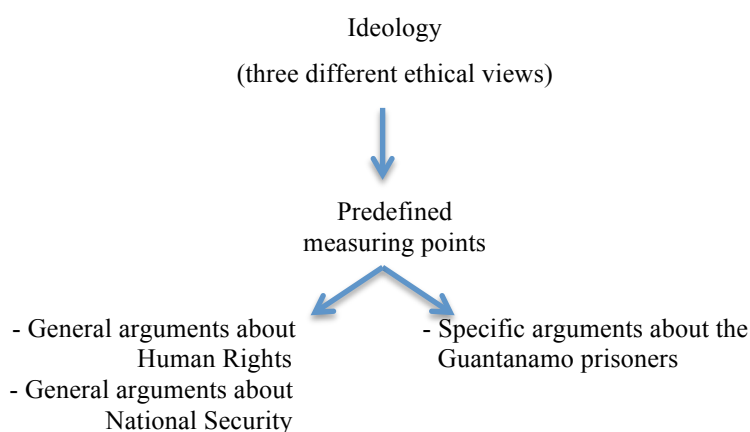 Ideology
(three different ethical views)
Predefined
measuring points
- General arguments about
Human Rights
- General arguments about
National Security
- Specific arguments about the
Guantanamo prisoners